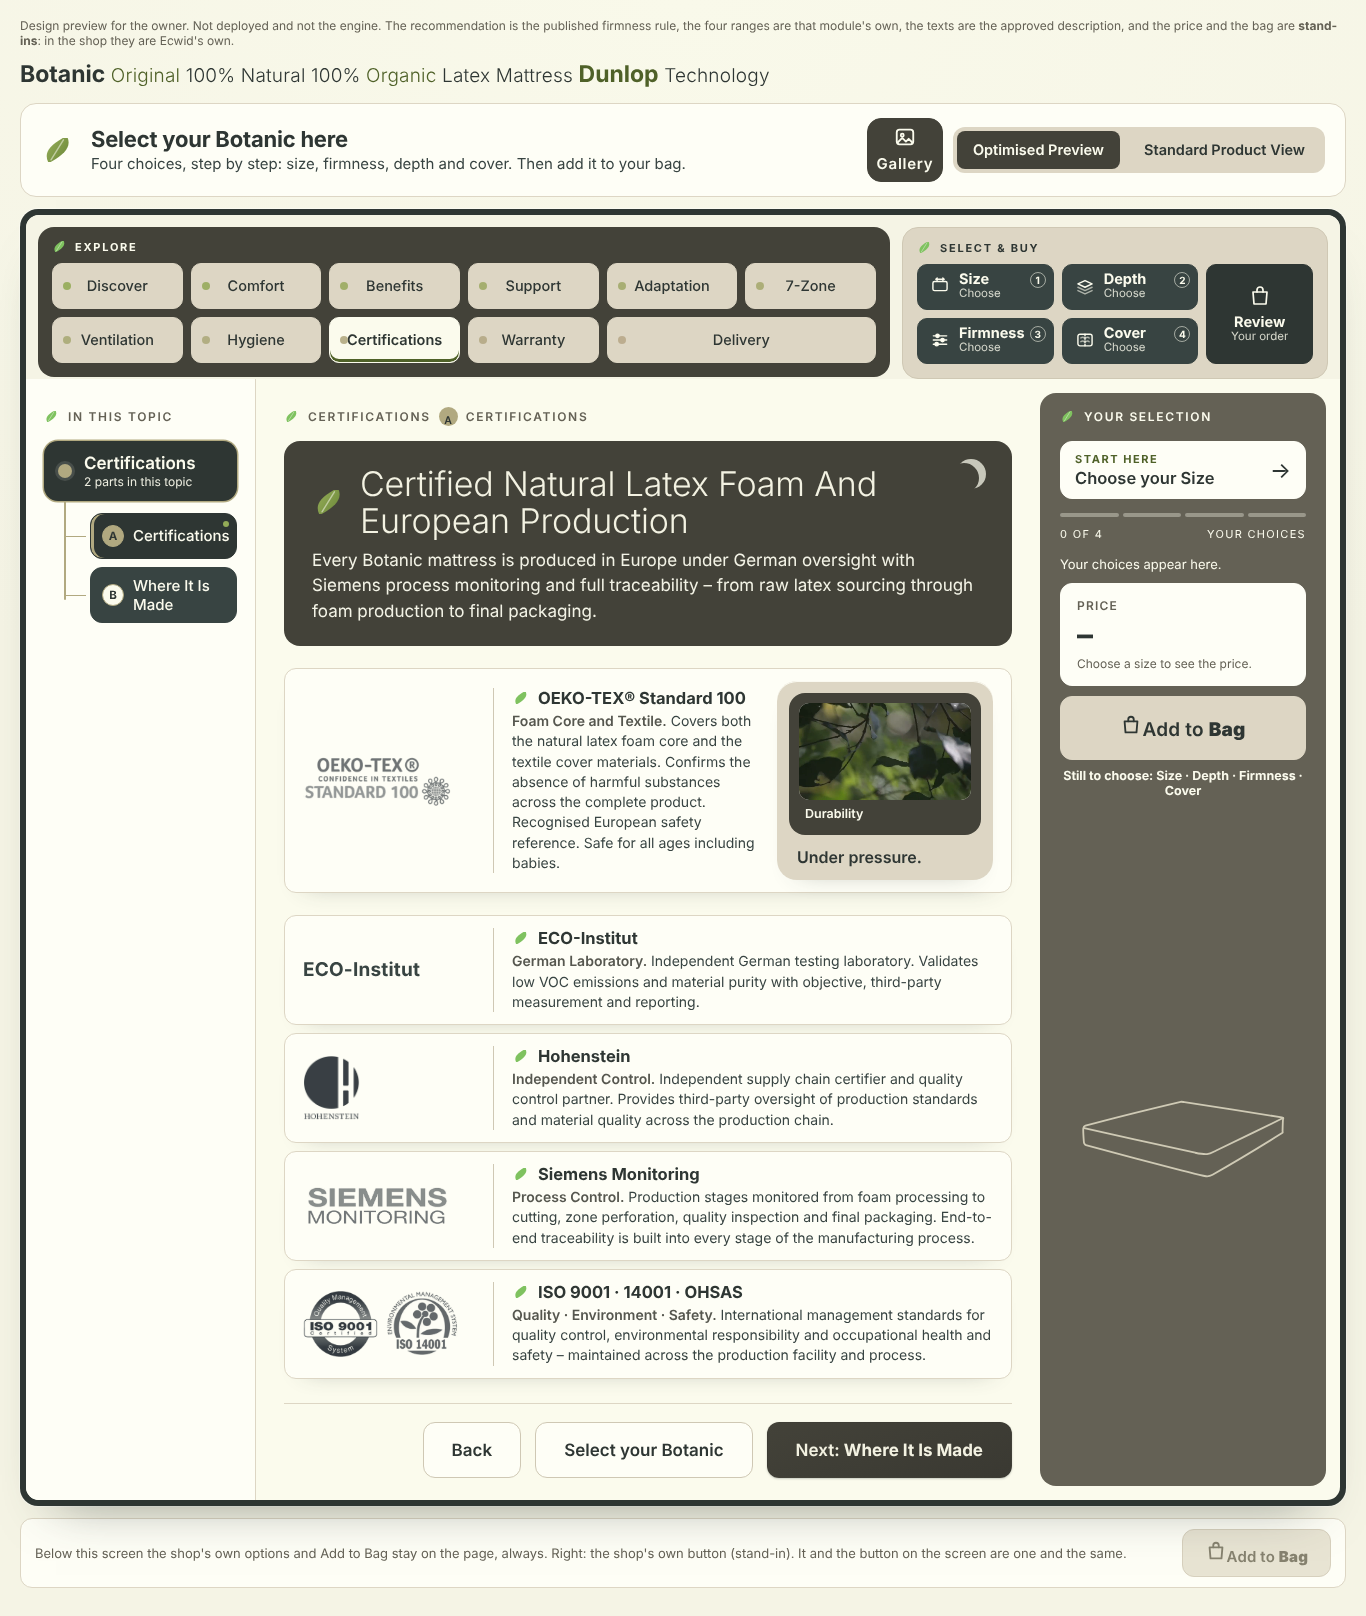 Design preview for the owner. Not deployed and not the engine. The recommendation is the published firmness rule, the four ranges are that module's own, the texts are the approved description, and the price and the bag are stand-
ins: in the shop they are Ecwid's own.
Botanic Original 100% Natural 100% Organic Latex Mattress Dunlop Technology
Select your Botanic here
Four choices, step by step: size, firmness, depth and cover. Then add it to your bag.
Gallery
Optimised Preview
Standard Product View
EXPLORE
Discover
Comfort
Benefits
Support
Adaptation
7-Zone
Ventilation
Hygiene
Certifications
Warranty
Delivery
SELECT & BUY
Size
Choose
1
Depth
Choose
2
Firmness
Choose
3
Cover
Choose
4
Review
Your order
IN THIS TOPIC
Certifications
2 parts in this topic
A Certifications
B Where It Is
Made
CERTIFICATIONS A CERTIFICATIONS
Certified Natural Latex Foam And
European Production
Every Botanic mattress is produced in Europe under German oversight with
Siemens process monitoring and full traceability – from raw latex sourcing through
foam production to final packaging.
OEKO-TEX®
CONFIDENCE IN TEXTILES
STANDARD 100
OEKO-TEX® Standard 100
Foam Core and Textile. Covers both
the natural latex foam core and the
textile cover materials. Confirms the
absence of harmful substances
across the complete product.
Recognised European safety
reference. Safe for all ages including
babies.
Durability
Under pressure.
ECO-Institut
ECO-Institut
German Laboratory. Independent German testing laboratory. Validates
low VOC emissions and material purity with objective, third-party
measurement and reporting.
HOHENSTEIN
Hohenstein
Independent Control. Independent supply chain certifier and quality
control partner. Provides third-party oversight of production standards
and material quality across the production chain.
SIEMENS
MONITORING
Siemens Monitoring
Process Control. Production stages monitored from foam processing to
cutting, zone perforation, quality inspection and final packaging. End-to-
end traceability is built into every stage of the manufacturing process.
Quality Management
ISO 9001
Certified
System
ENVIRONMENTAL MANAGEMENT SYSTEM
ISO 14001
ISO 9001 · 14001 · OHSAS
Quality · Environment · Safety. International management standards for
quality control, environmental responsibility and occupational health and
safety – maintained across the production facility and process.
Back
Select your Botanic
Next: Where It Is Made
YOUR SELECTION
START HERE
Choose your Size
0 OF 4
YOUR CHOICES
Your choices appear here.
PRICE
–
Choose a size to see the price.
Add to Bag
Still to choose: Size · Depth · Firmness ·
Cover
Below this screen the shop's own options and Add to Bag stay on the page, always. Right: the shop's own button (stand-in). It and the button on the screen are one and the same.
Add to Bag